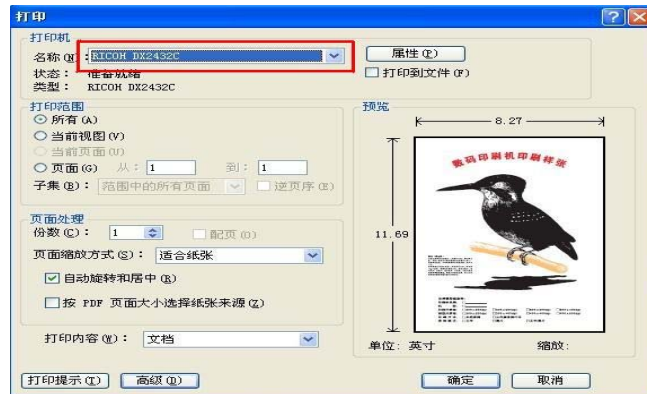 打印
打印机
名称(N): RICOH DX2432C
属性(P)
状态: 准备就绪
打印到文件(F)
类型: RICOH DX2432C
打印范围
所有(A)
当前视图(V)
当前页面(U)
页面(G) 从: 1 到: 1
子集(B): 范围中的所有页面 逆页序(E)
页面处理
份数(C): 1 配页(O)
页面缩放方式(S): 适合纸张
自动旋转和居中(R)
按 PDF 页面大小选择纸张来源(Z)
打印内容(W): 文档
预览
8.27
数码印刷机印刷样张
11.69
单位: 英寸 缩放:
打印提示(T) 高级(D) 确定 取消